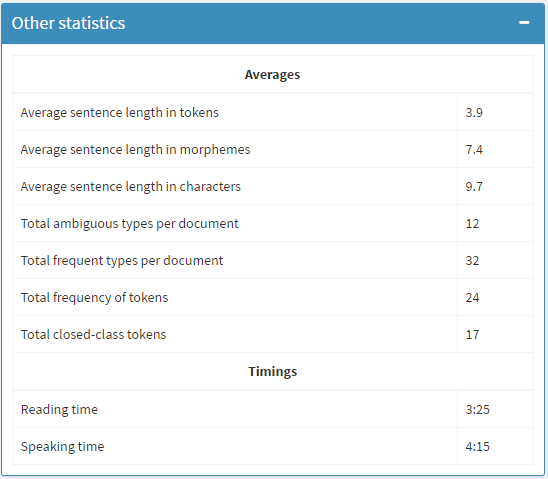 Other statistics
Averages
Average sentence length in tokens 3.9
Average sentence length in morphemes 7.4
Average sentence length in characters 9.7
Total ambiguous types per document 12
Total frequent types per document 32
Total frequency of tokens 24
Total closed-class tokens 17
Timings
Reading time 3:25
Speaking time 4:15